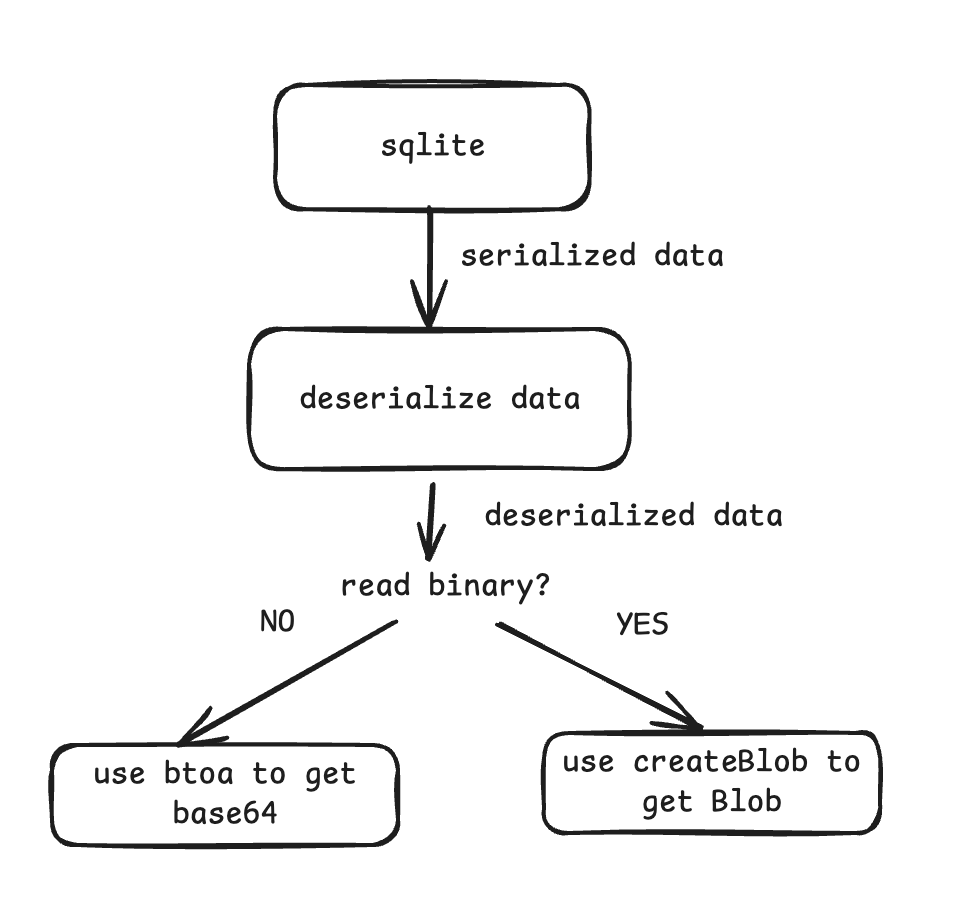 sqlite
serialized data
deserialize data
deserialized data
read binary?
NO
YES
use btoa to get
base64
use createBlob to
get Blob